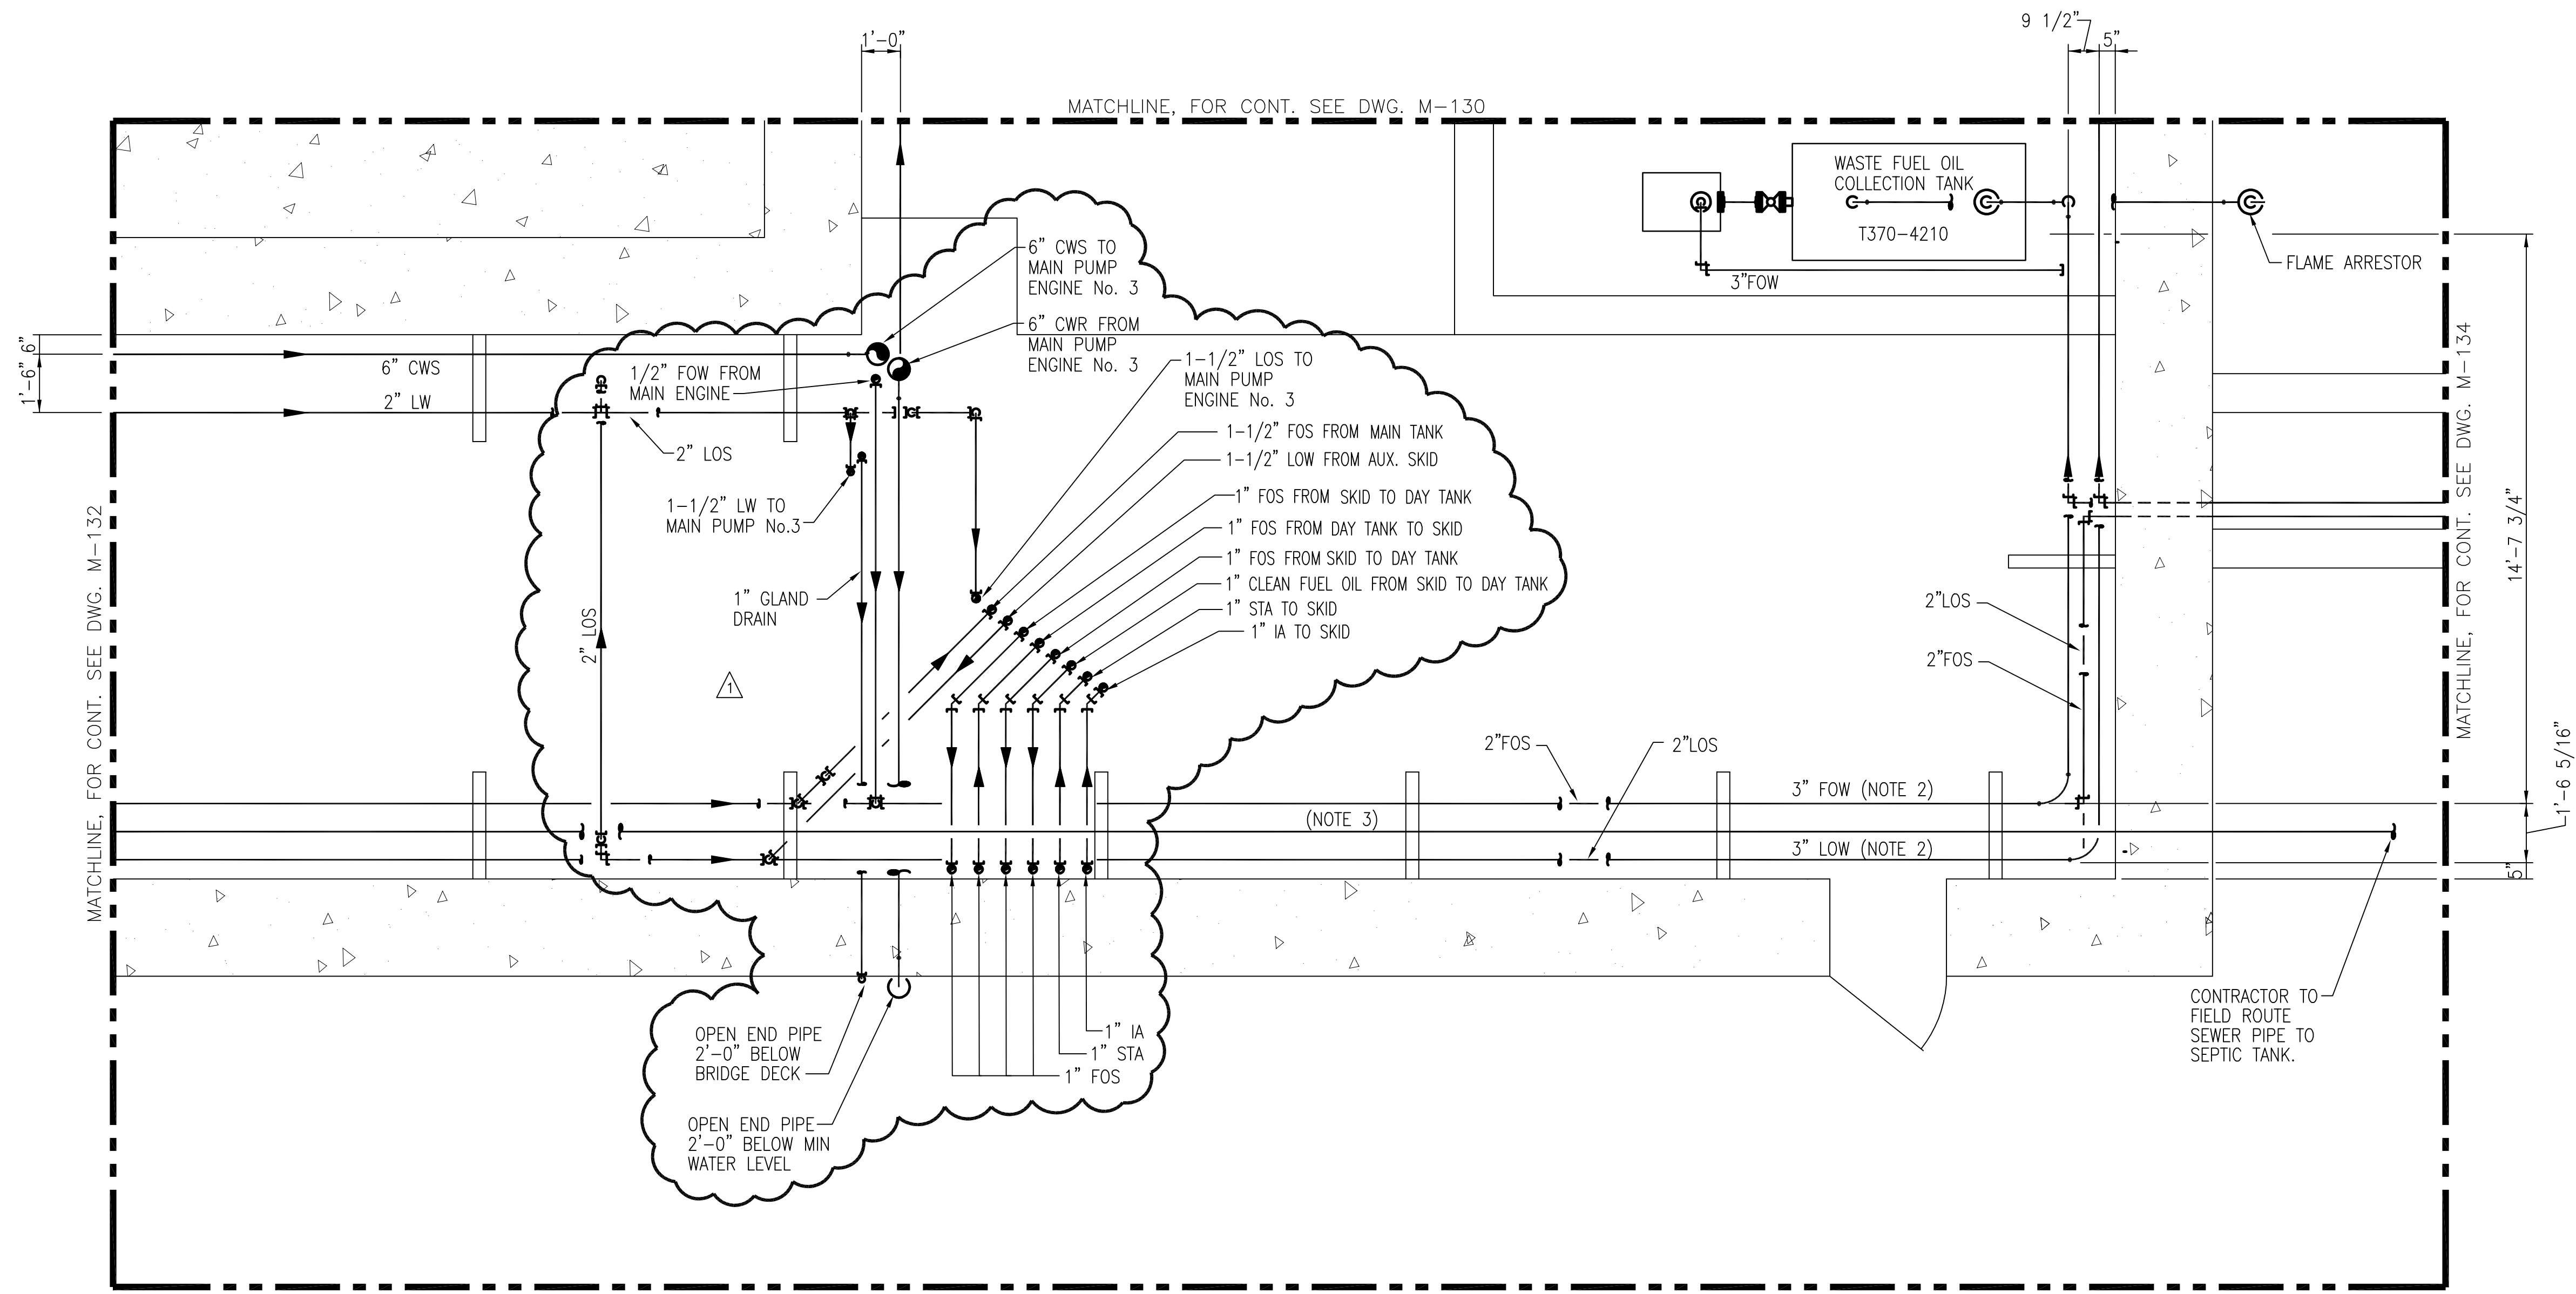 9 1/2"
5"
1'-0"
MATCHLINE, FOR CONT. SEE DWG. M-130
WASTE FUEL OIL
COLLECTION TANK
T370-4210
FLAME ARRESTOR
3"FOW
6" CWS TO
MAIN PUMP
ENGINE No. 3
6" CWR FROM
MAIN PUMP
ENGINE No. 3
6"
1'-6"
6" CWS
2" LW
1/2" FOW FROM
MAIN ENGINE
2" LOS
1-1/2" LOS TO
MAIN PUMP
ENGINE No. 3
1-1/2" FOS FROM MAIN TANK
1-1/2" LOW FROM AUX. SKID
1" FOS FROM SKID TO DAY TANK
1" FOS FROM DAY TANK TO SKID
1" FOS FROM SKID TO DAY TANK
1" CLEAN FUEL OIL FROM SKID TO DAY TANK
1" STA TO SKID
1" IA TO SKID
1-1/2" LW TO
MAIN PUMP No.3
1" GLAND
DRAIN
2" LOS
1
MATCHLINE, FOR CONT. SEE DWG. M-132
MATCHLINE, FOR CONT. SEE DWG. M-134
14'-7 3/4"
2"LOS
2"FOS
2"FOS
2"LOS
3" FOW (NOTE 2)
(NOTE 3)
3" LOW (NOTE 2)
1'-6 5/16"
5"
CONTRACTOR TO
FIELD ROUTE
SEWER PIPE TO
SEPTIC TANK.
OPEN END PIPE
2'-0" BELOW
BRIDGE DECK
1" IA
1" STA
1" FOS
OPEN END PIPE
2'-0" BELOW MIN
WATER LEVEL